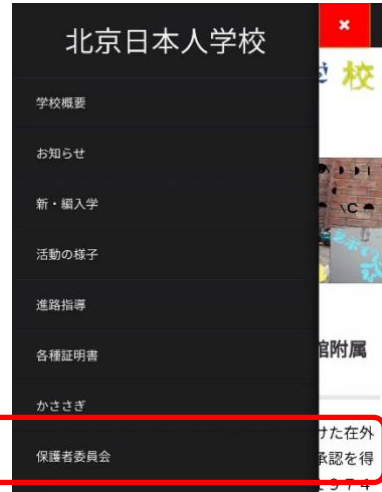 北京日本人学校
校
学校概要
お知らせ
新・編入学
活動の様子
進路指導
各種証明書
館附属
かささぎ
けた在外
保護者委員会
承認を得
１９７４